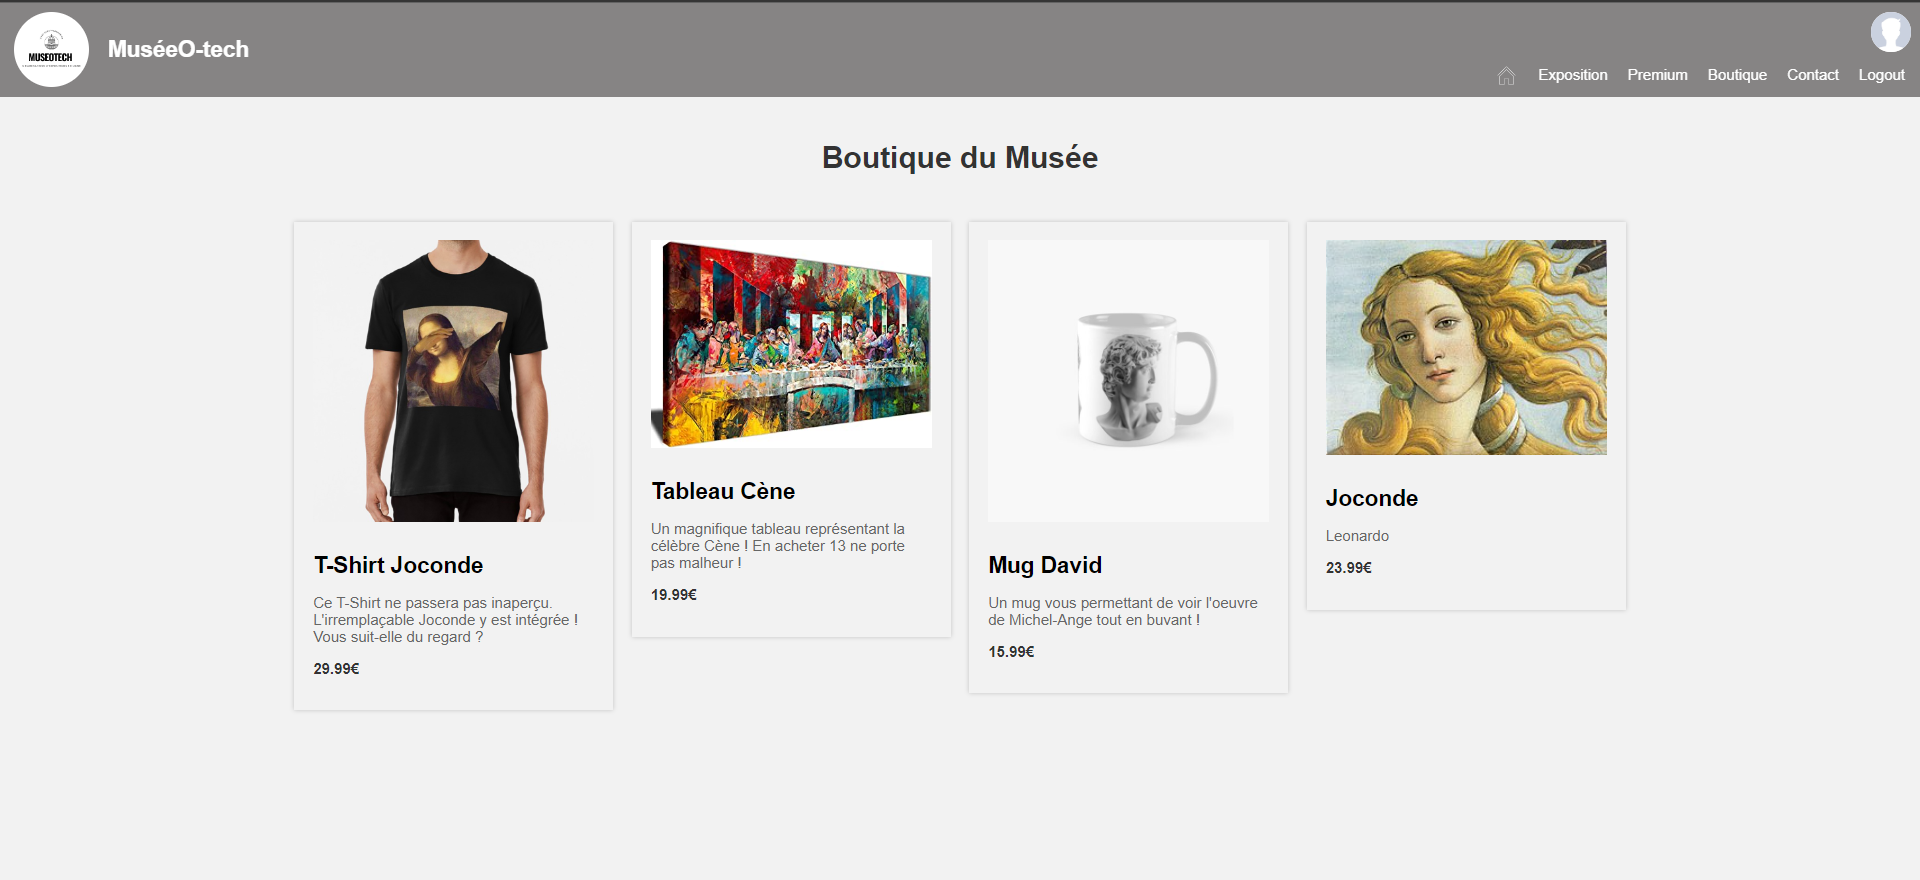 MUSEOTECH
MuséeO-tech
Exposition Premium Boutique Contact Logout
Boutique du Musée
T-Shirt Joconde
Ce T-Shirt ne passera pas inaperçu.
L'irremplaçable Joconde y est intégrée !
Vous suit-elle du regard ?
29.99€
Tableau Cène
Un magnifique tableau représentant la
célèbre Cène ! En acheter 13 ne porte
pas malheur !
19.99€
Mug David
Un mug vous permettant de voir l'oeuvre
de Michel-Ange tout en buvant !
15.99€
Joconde
Leonardo
23.99€